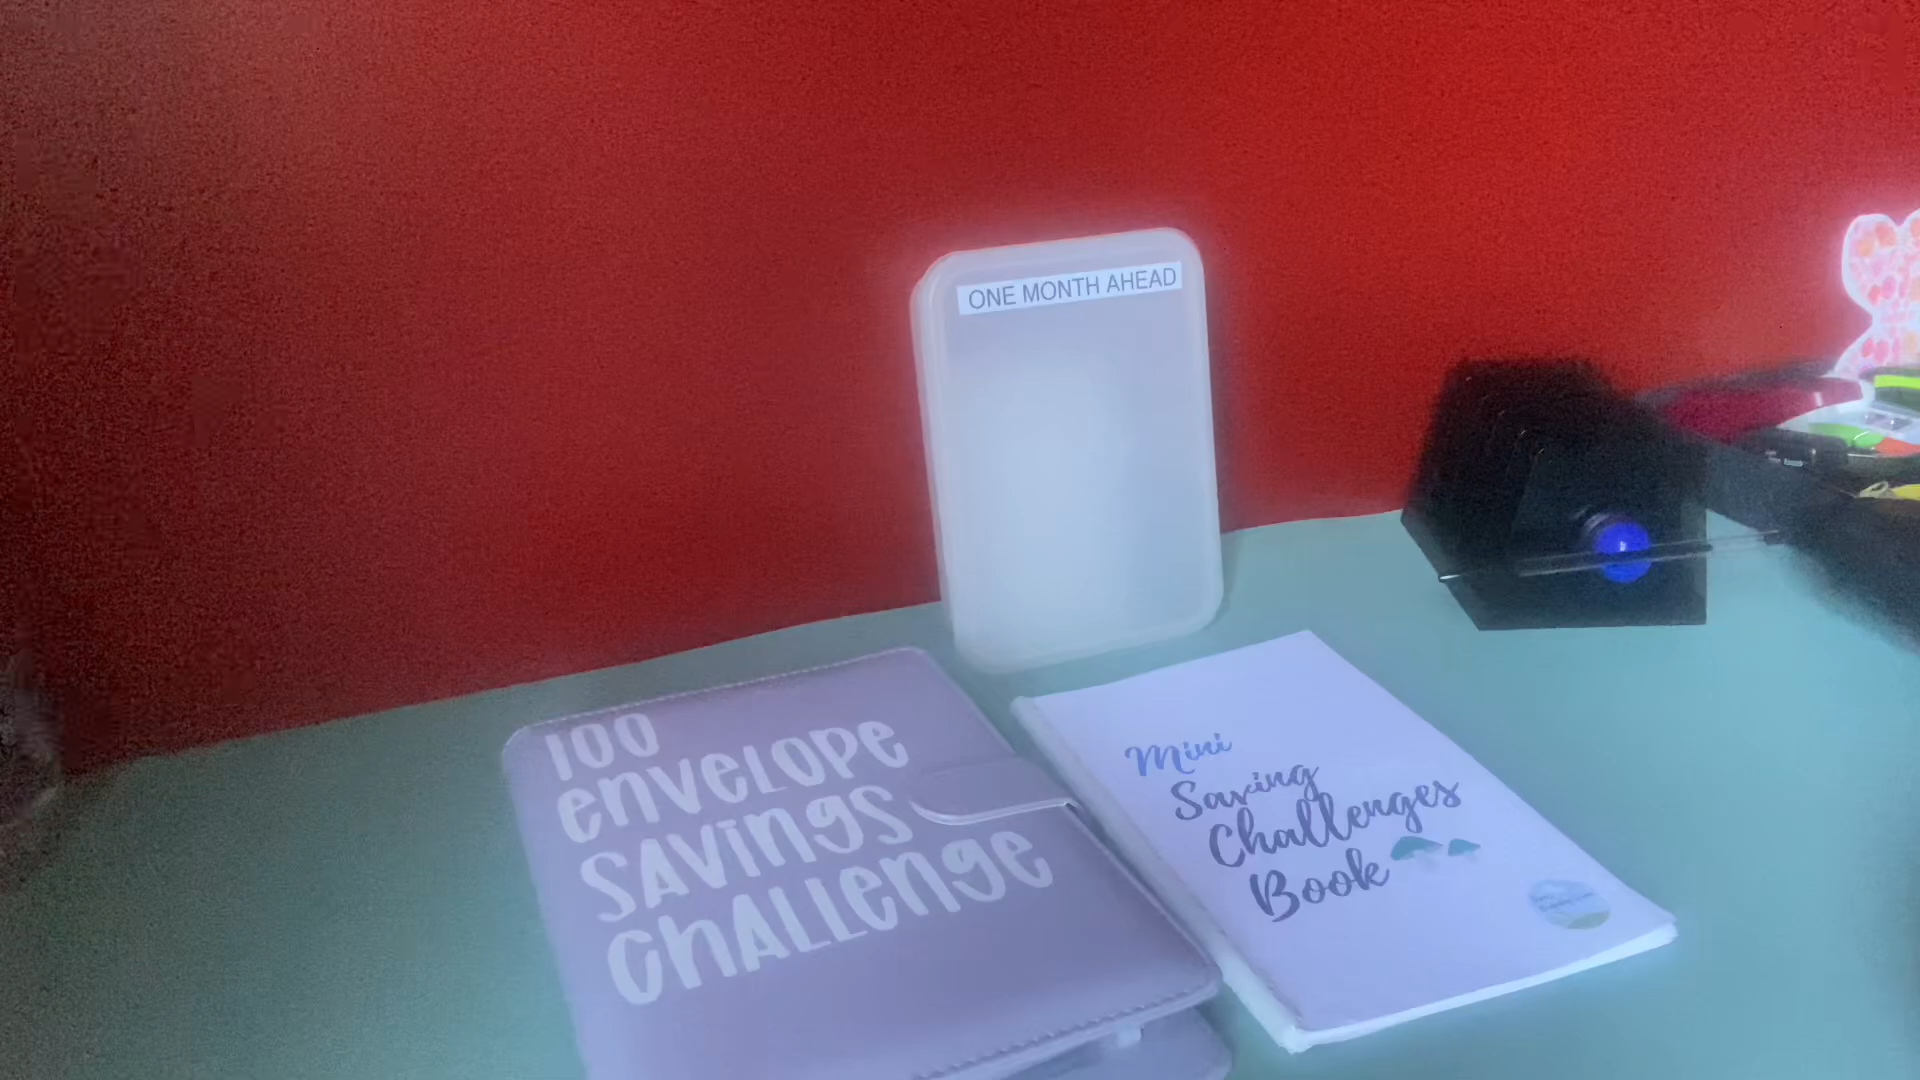 ONE MONTH AHEAD
100
envelope
SAVINGS
CHALLenge
Mini
Saving
Challenges
Book